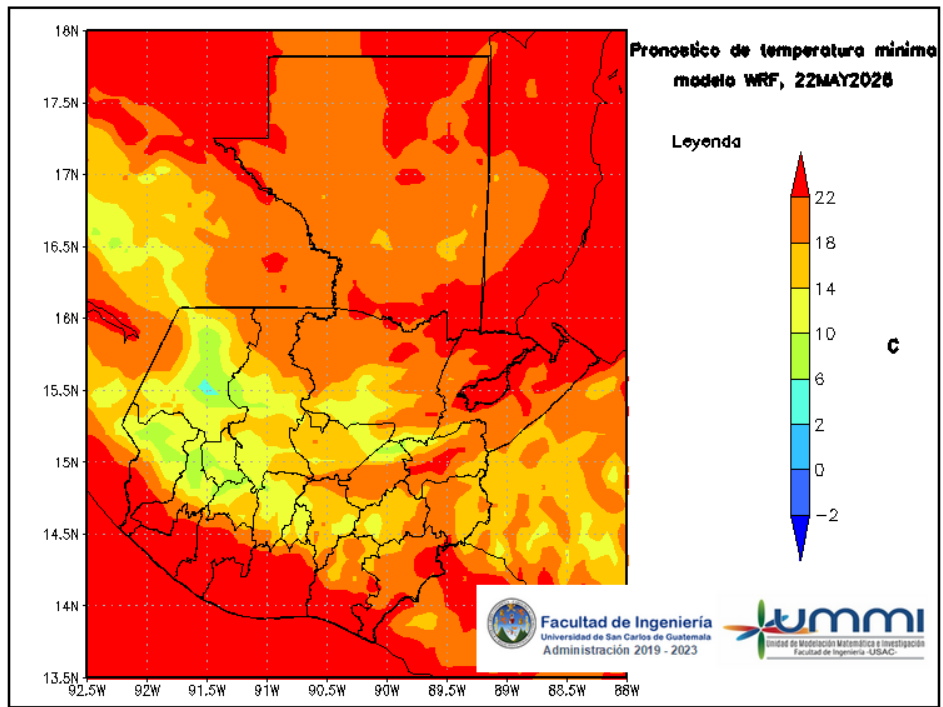 Pronostico de temperatura minima
modelo WRF, 22MAY2026
Leyenda
22
18
14
10
6
2
0
−2
C
18N
17.5N
17N
16.5N
16N
15.5N
15N
14.5N
14N
13.5N
92.5W 92W 91.5W 91W 90.5W 90W 89.5W 89W 88.5W 88W
Facultad de Ingeniería
Universidad de San Carlos de Guatemala
Administración 2019 - 2023
ummi
Unidad de Modelación Matemática e Investigación
Facultad de Ingeniería -USAC-